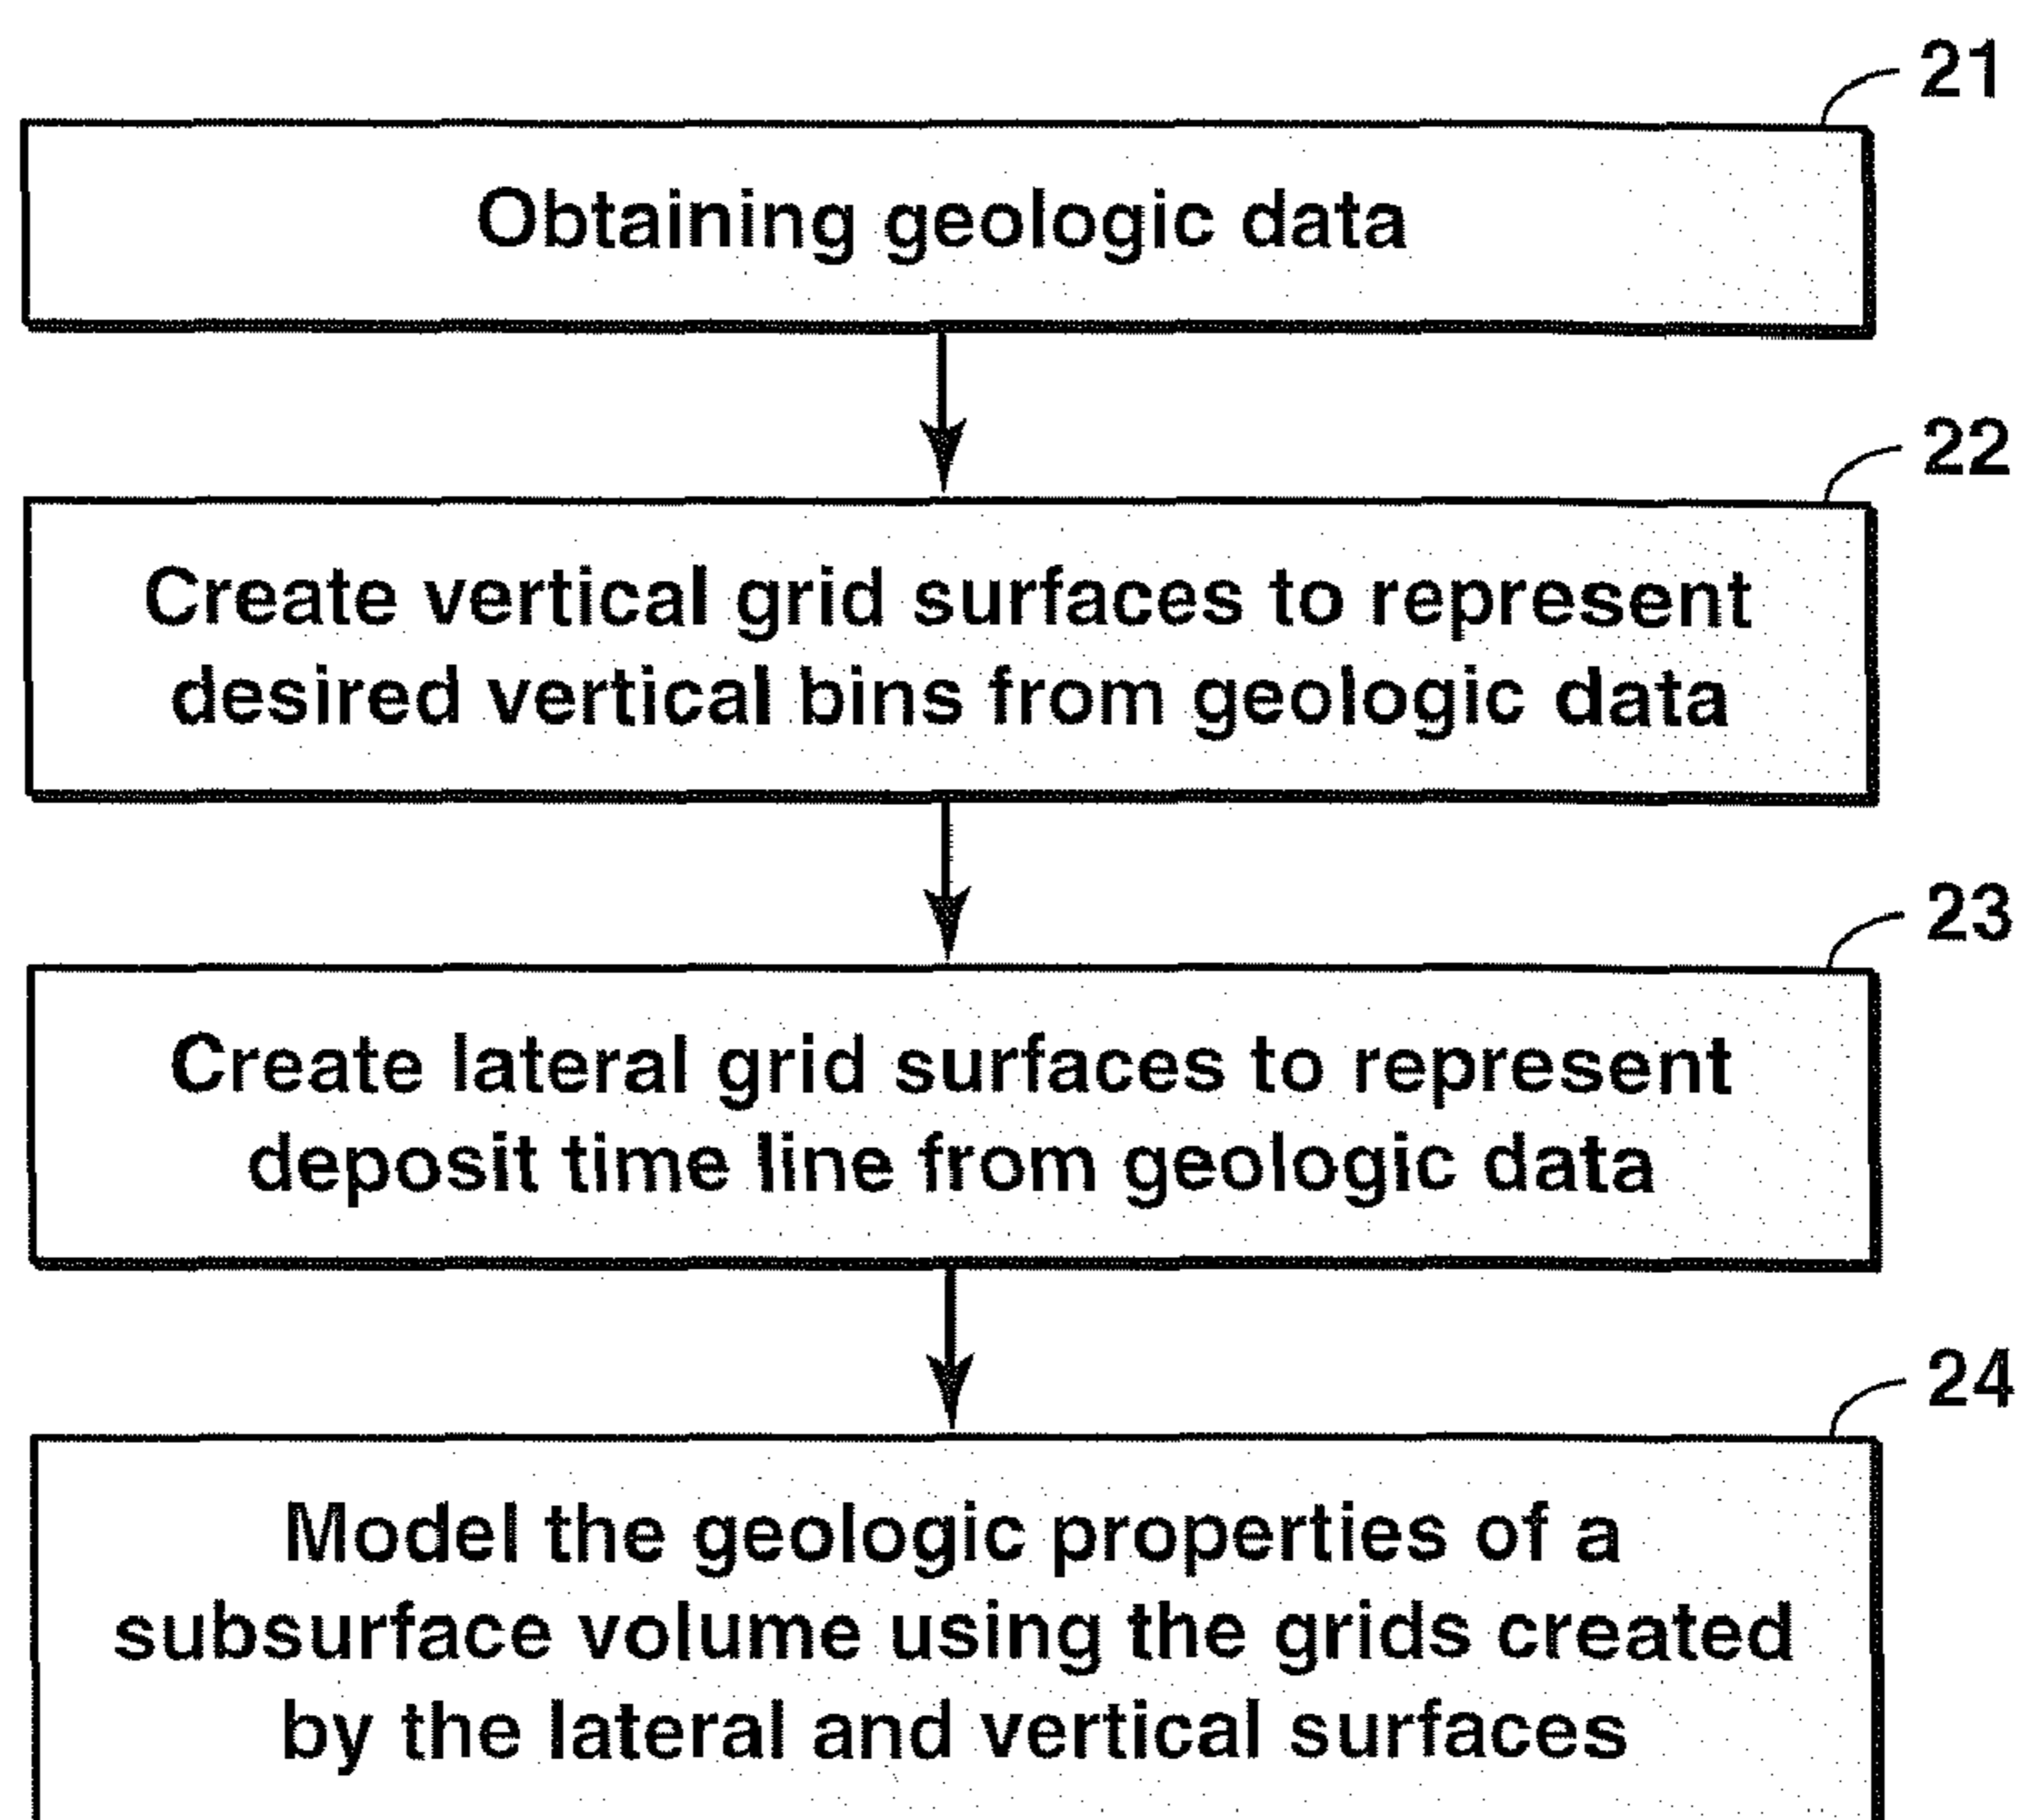 21
Obtaining geologic data
22
Create vertical grid surfaces to represent
desired vertical bins from geologic data
23
Create lateral grid surfaces to represent
deposit time line from geologic data
24
Model the geologic properties of a
subsurface volume using the grids created
by the lateral and vertical surfaces